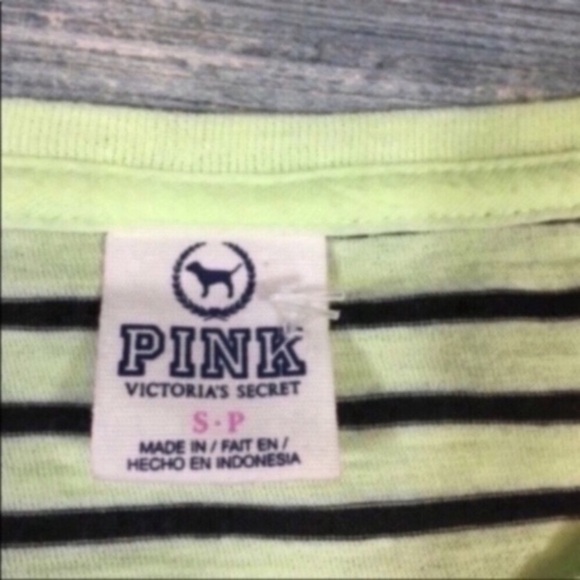 PINK
VICTORIA'S SECRET
S·P
MADE IN / FAIT EN /
HECHO EN INDONESIA